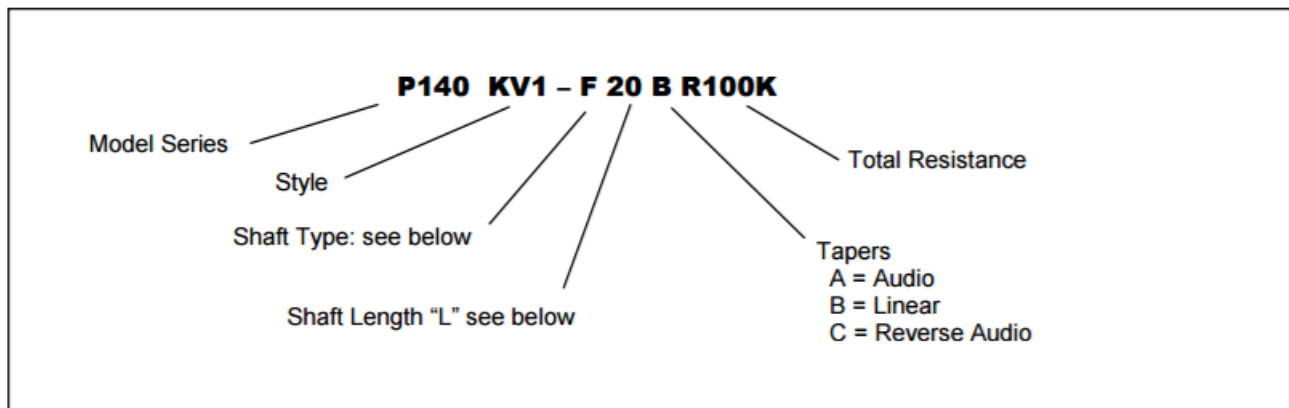 P140 KV1 – F 20 B R100K
Model Series
Total Resistance
Style
Shaft Type: see below
Tapers
A = Audio
B = Linear
C = Reverse Audio
Shaft Length “L” see below